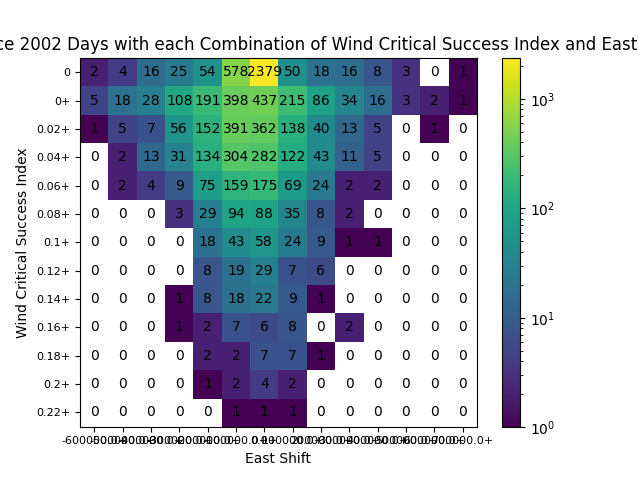 ce 2002 Days with each Combination of Wind Critical Success Index and East
0 2 4 16 25 54 578 2379 50 18 16 8 3 0 1
0+ 5 18 28 108 191 398 437 215 86 34 16 3 2 1
0.02+ 1 5 7 56 152 391 362 138 40 13 5 0 1 0
0.04+ 0 2 13 31 134 304 282 122 43 11 5 0 0 0
0.06+ 0 2 4 9 75 159 175 69 24 2 2 0 0 0
0.08+ 0 0 0 3 29 94 88 35 8 2 0 0 0 0
0.1+ 0 0 0 0 18 43 58 24 9 1 1 0 0 0
0.12+ 0 0 0 0 8 19 29 7 6 0 0 0 0 0
0.14+ 0 0 0 1 8 18 22 9 1 0 0 0 0 0
0.16+ 0 0 0 1 2 7 6 8 0 2 0 0 0 0
0.18+ 0 0 0 0 2 2 7 7 1 0 0 0 0 0
0.2+ 0 0 0 0 1 2 4 2 0 0 0 0 0 0
0.22+ 0 0 0 0 0 1 1 1 0 0 0 0 0 0
East Shift
Wind Critical Success Index
10³
10²
10¹
10⁰